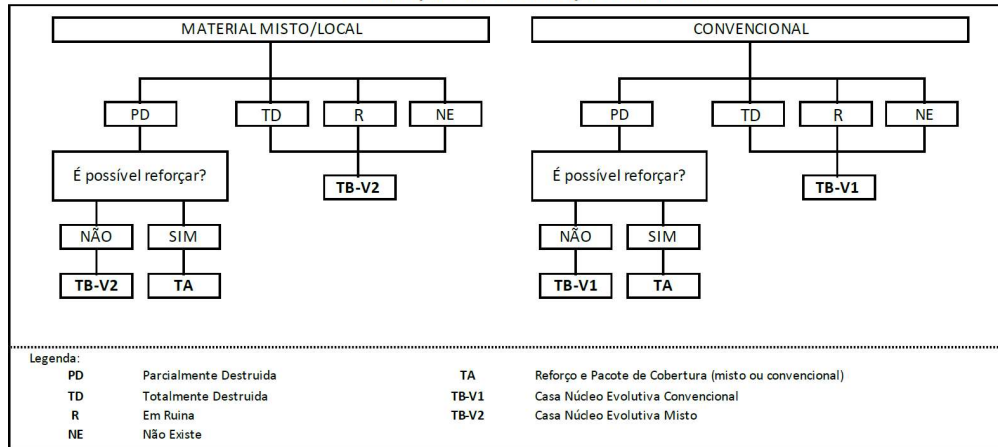 MATERIAL MISTO/LOCAL
PD
TD
R
NE
É possível reforçar?
TB-V2
NÃO
SIM
TB-V2
TA
CONVENCIONAL
PD
TD
R
NE
É possível reforçar?
TB-V1
NÃO
SIM
TB-V1
TA
Legenda:
PD Parcialmente Destruida
TD Totalmente Destruida
R Em Ruina
NE Não Existe
TA Reforço e Pacote de Cobertura (misto ou convencional)
TB-V1 Casa Núcleo Evolutiva Convencional
TB-V2 Casa Núcleo Evolutiva Misto